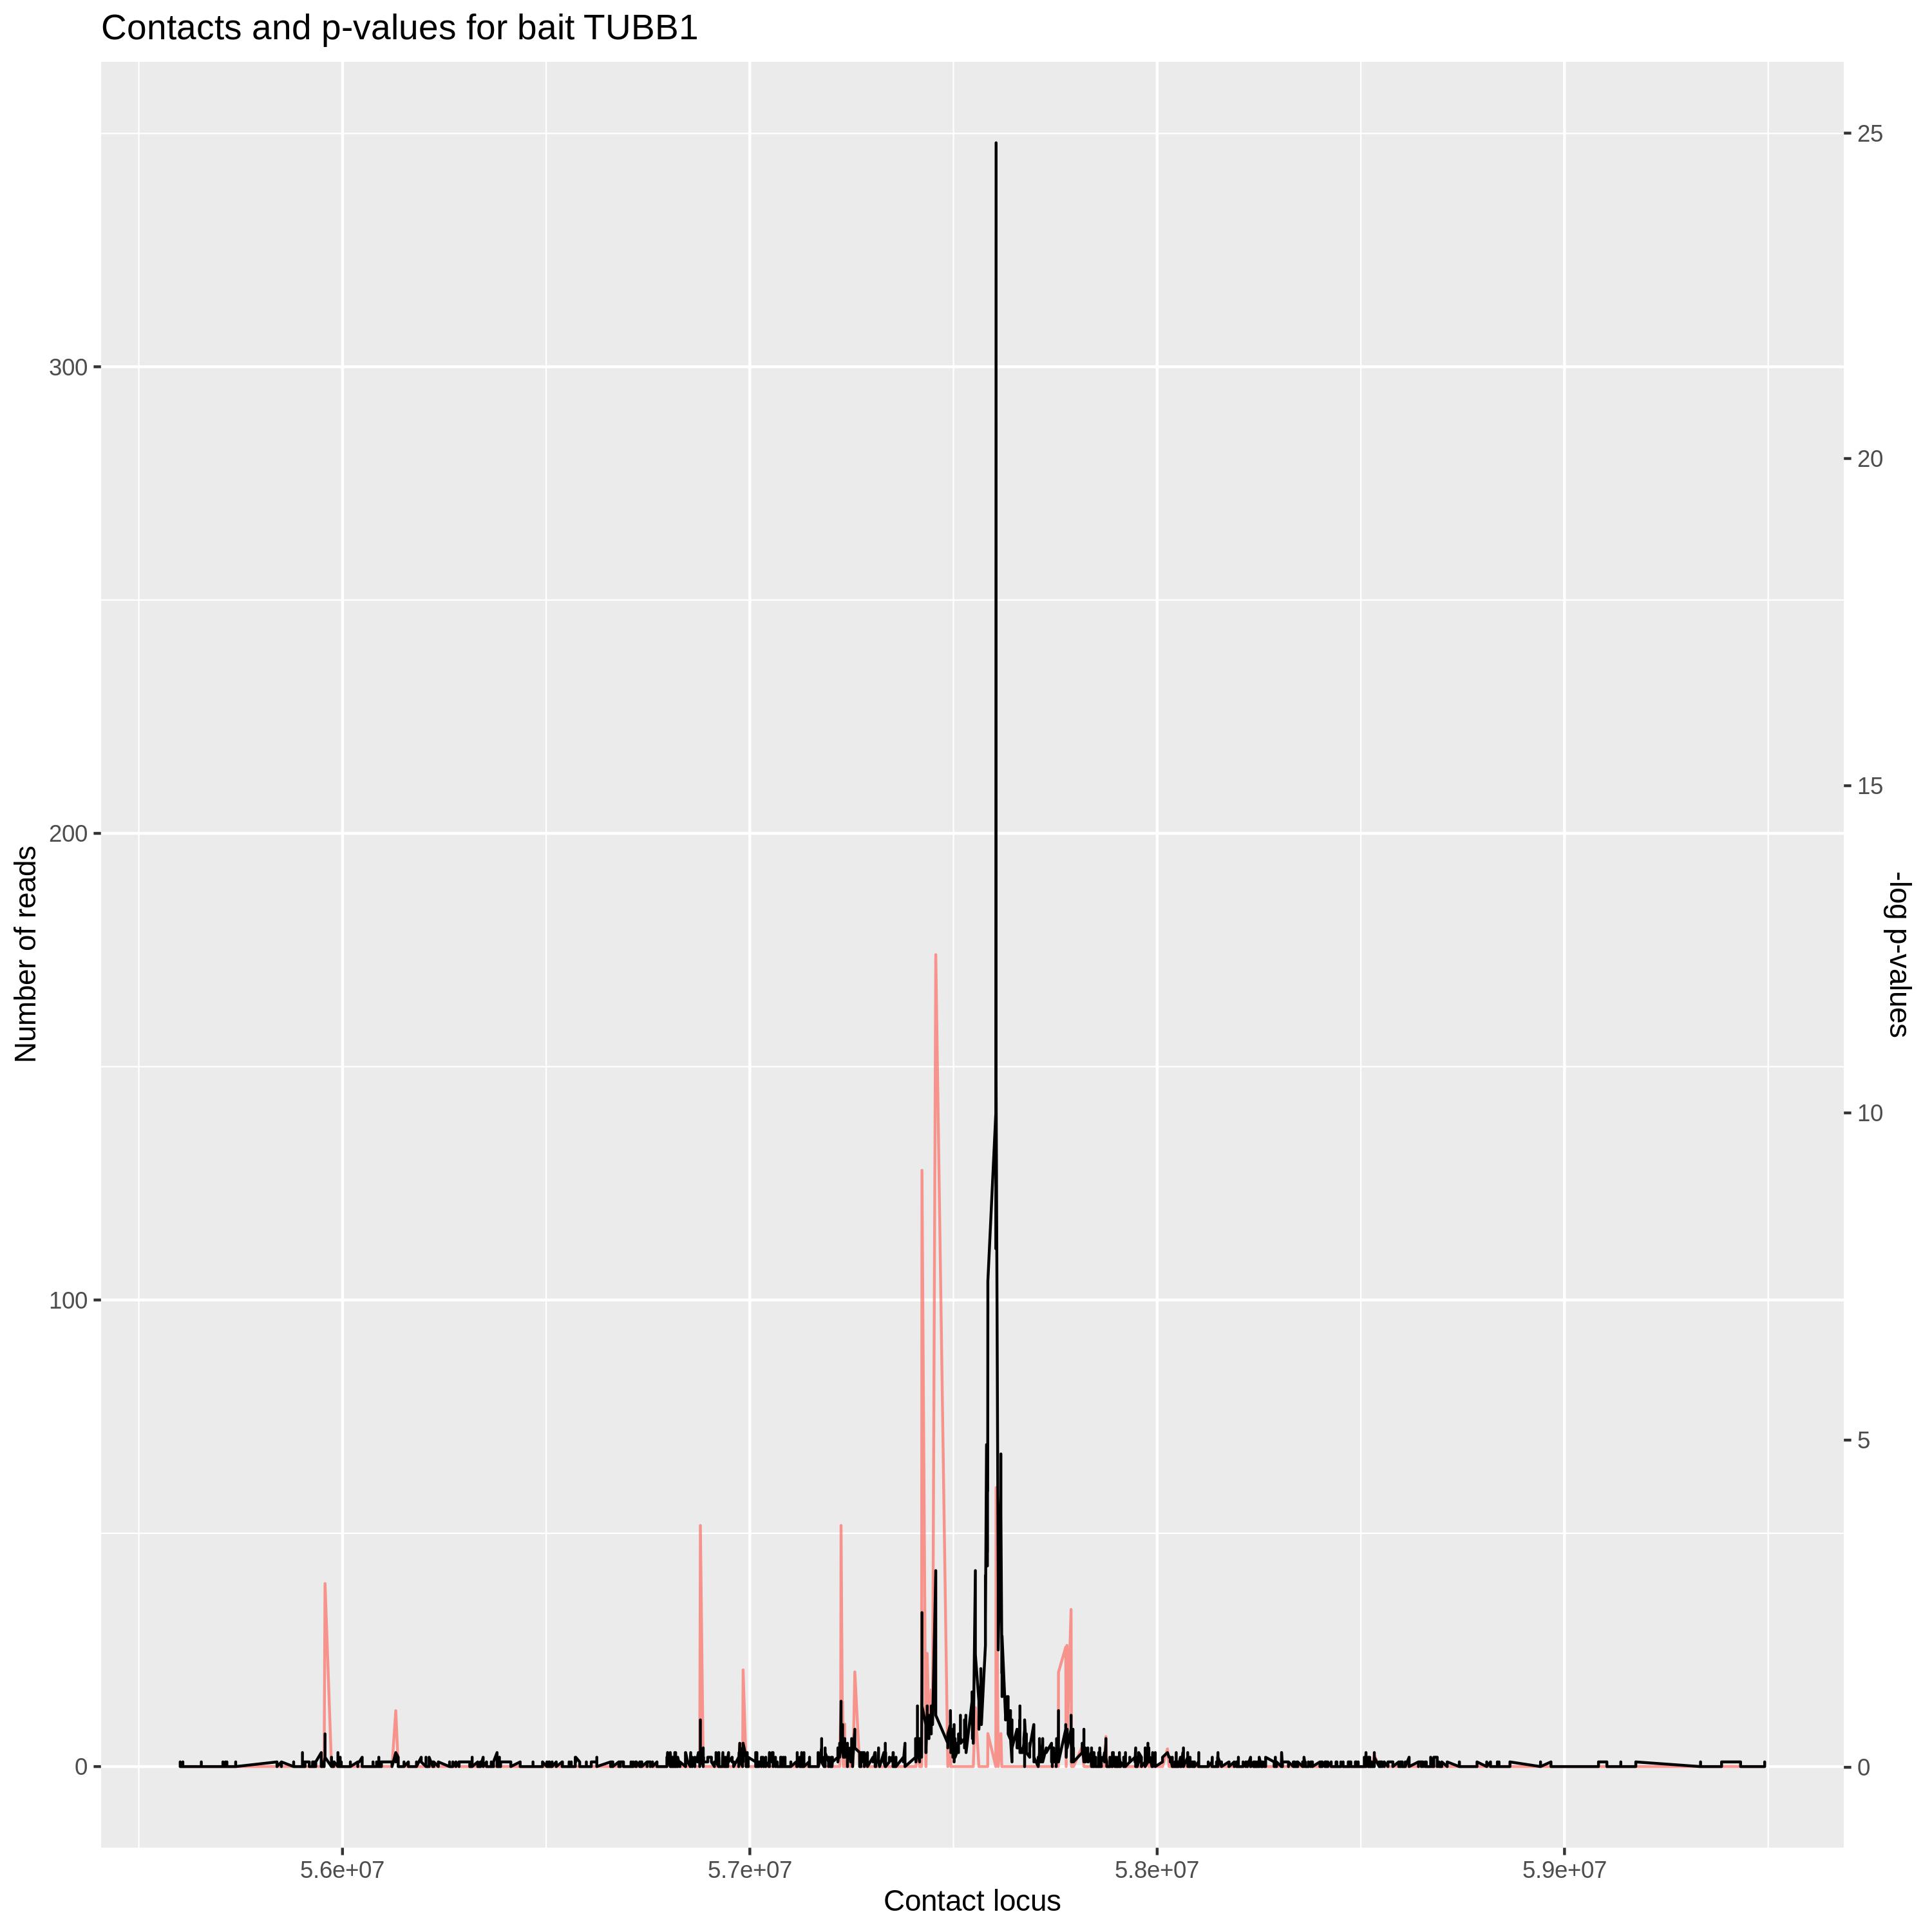 Contacts and p-values for bait TUBB1
Number of reads
300
200
100
0
25
20
15
10
5
0
-log p-values
5.6e+07
5.7e+07
5.8e+07
5.9e+07
Contact locus